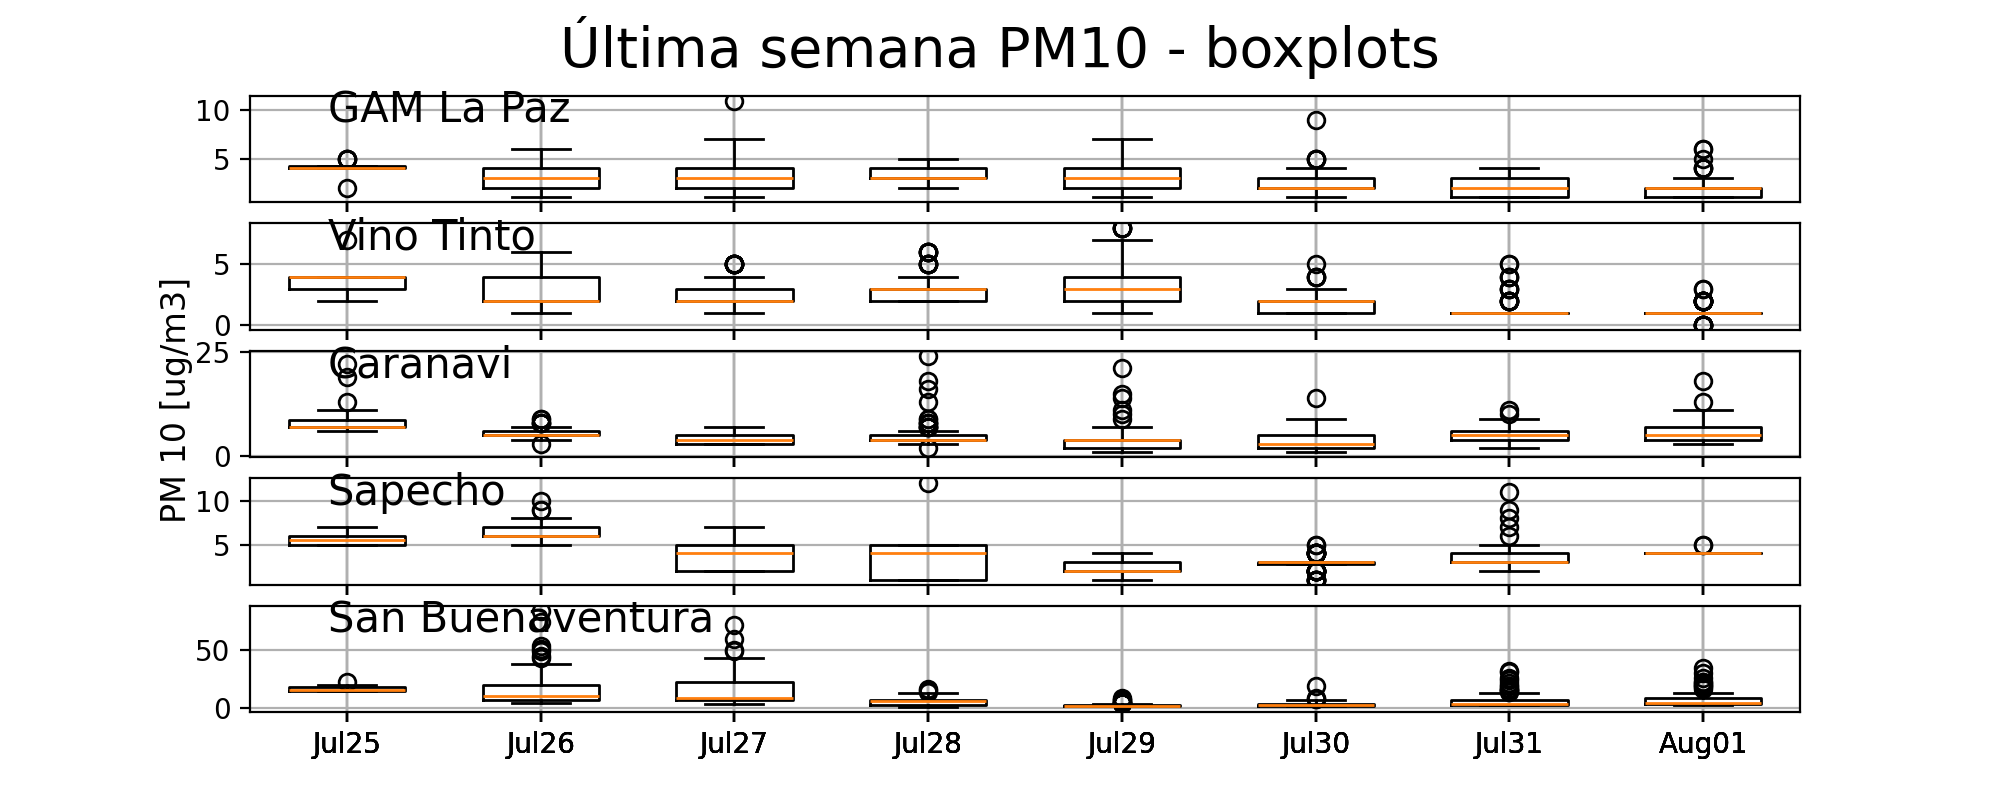 Última semana PM10 - boxplots
GAM La Paz
10
5
Vino Tinto
5
0
PM 10 [ug/m3]
Caranavi
25
0
Sapecho
10
5
San Buenaventura
50
0
Jul25 Jul26 Jul27 Jul28 Jul29 Jul30 Jul31 Aug01